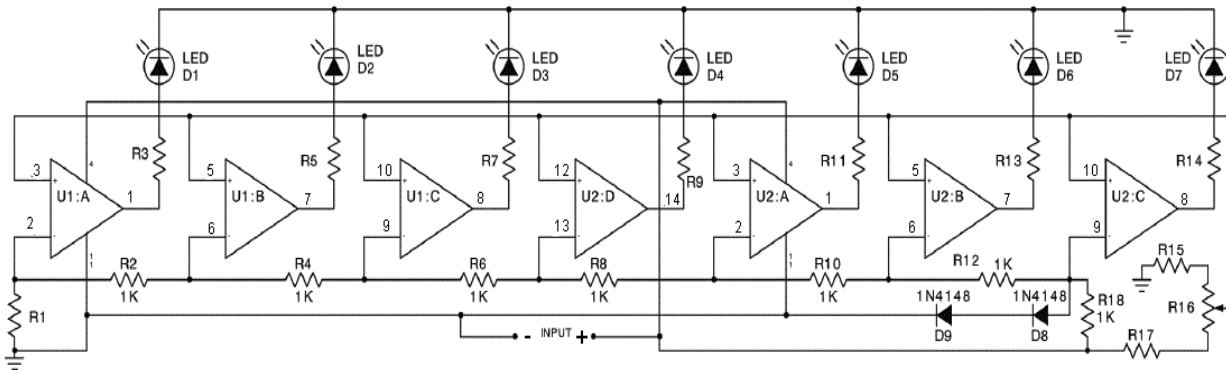 LED D1
LED D2
LED D3
LED D4
LED D5
LED D6
LED D7
R3
R5
R7
R9
R11
R13
R14
3
4
U1:A
1
2
11
5
U1:B
7
6
10
U1:C
8
9
12
U2:D
14
13
3
4
U2:A
1
2
11
5
U2:B
7
6
10
U2:C
8
9
R2 1K
R4 1K
R6 1K
R8 1K
R10 1K
R12 1K
R15
R1
1N4148 D9
1N4148 D8
R18 1K
R16
- INPUT +
R17